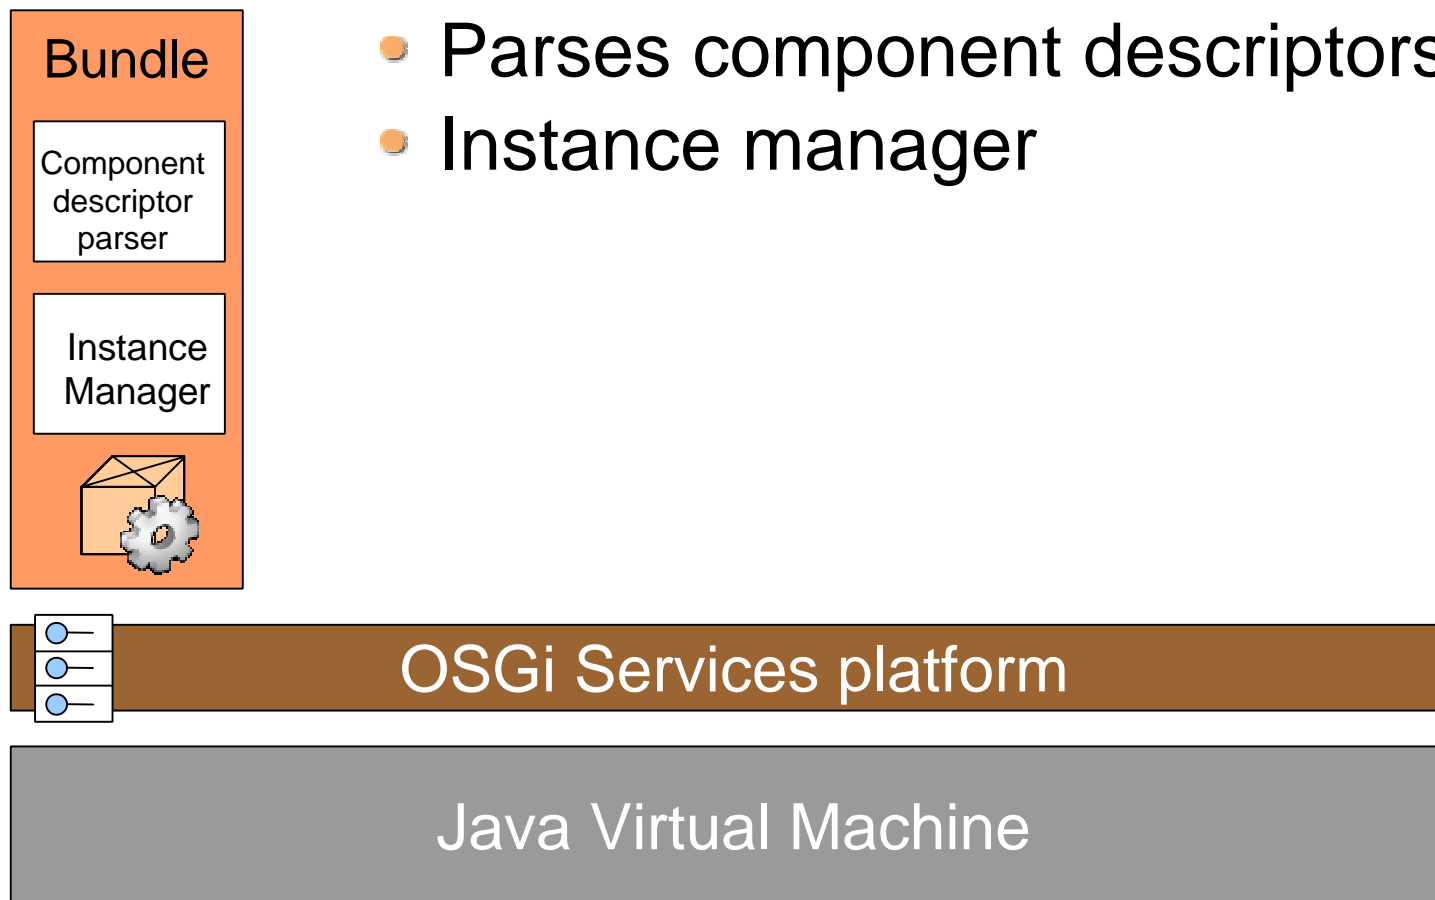 Bundle
Component
descriptor
parser
Instance
Manager
Parses component descriptors
Instance manager
OSGi Services platform
Java Virtual Machine